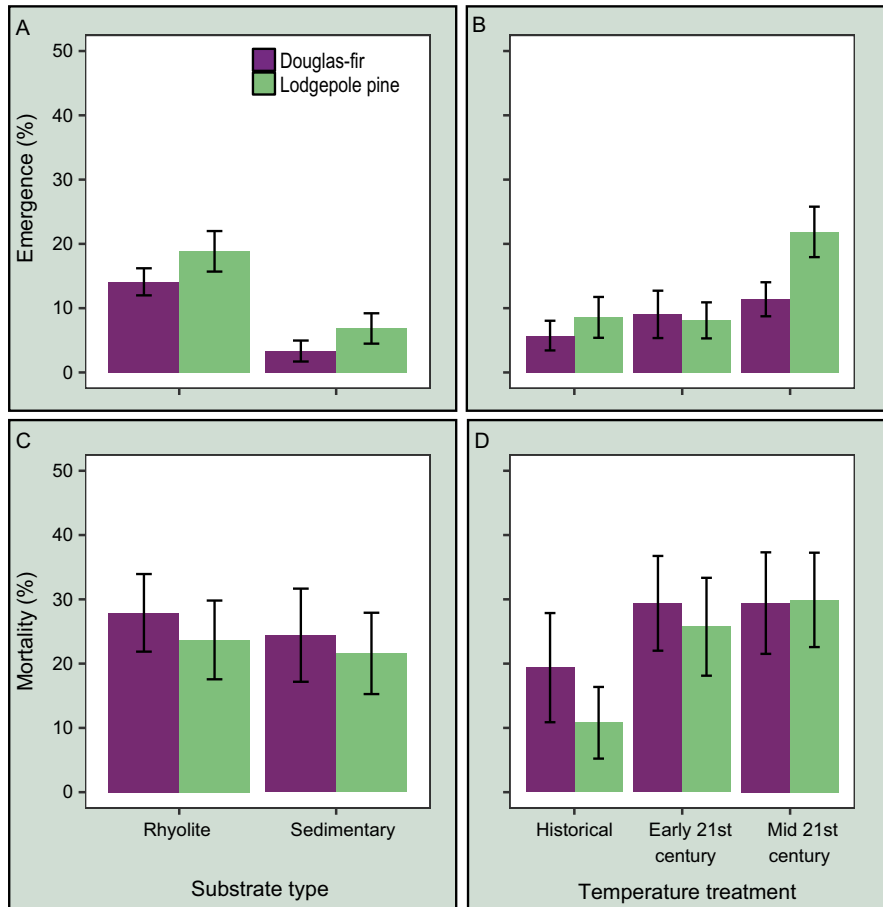 A
Douglas-fir
Lodgepole pine
Emergence (%)
50
40
30
20
10
0
B
C
Mortality (%)
50
40
30
20
10
0
Rhyolite
Sedimentary
Substrate type
D
Historical
Early 21st
century
Mid 21st
century
Temperature treatment